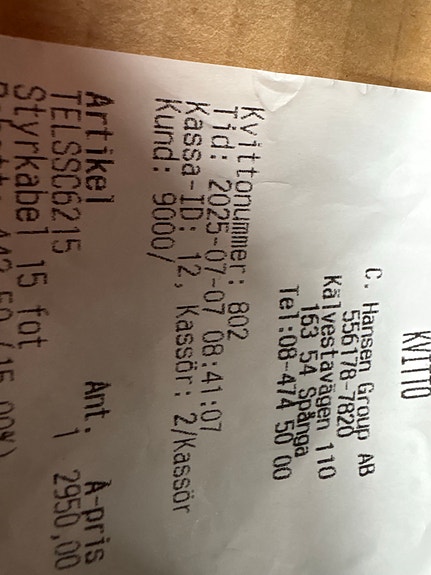 KVITTO
C. Hansen Group AB
556178-7820
Kälvestavägen 110
163 54 Spånga
Tel:08-474 50 00
Kvittonummer: 802
Tid: 2025-07-07 08:41:07
Kassa-ID: 12, Kassör: 2/Kassör
Kund: 9000/
Artikel Ant. À-pris
TELSSC6215 1 2950,00
Styrkabel 15 fot